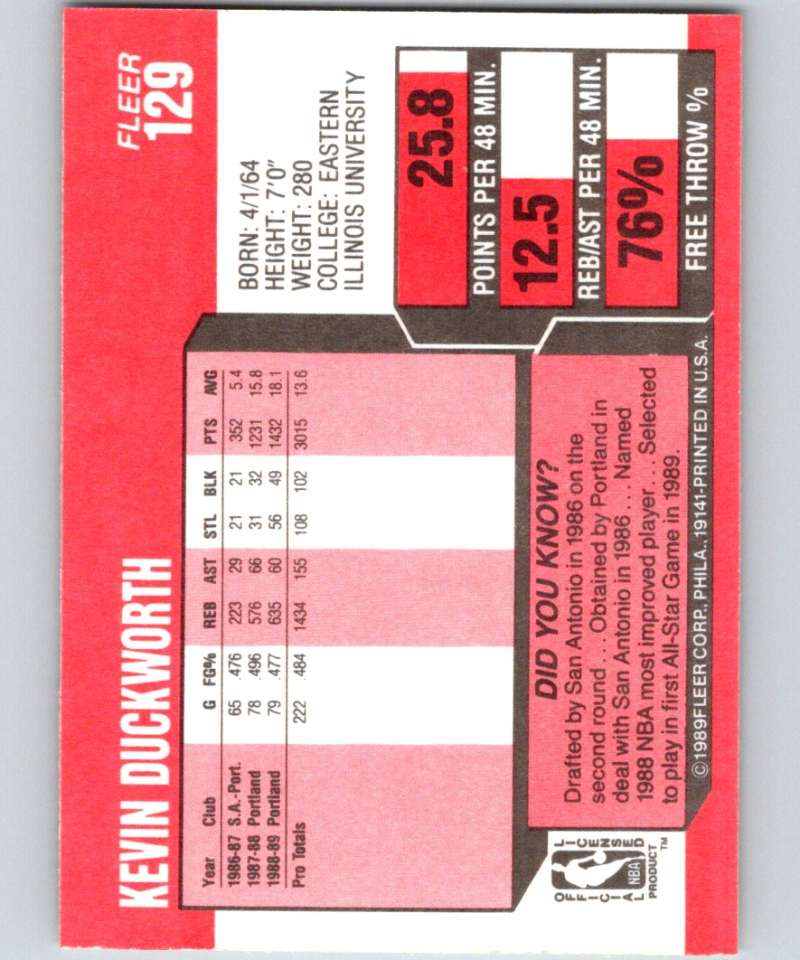 KEVIN DUCKWORTH
FLEER
129
BORN: 4/1/64
HEIGHT: 7'0"
WEIGHT: 280
COLLEGE: EASTERN
ILLINOIS UNIVERSITY
Year Club G FG% REB AST STL BLK PTS AVG
1986-87 S.A.-Port. 65 .476 223 29 21 21 352 5.4
1987-88 Portland 78 .496 576 66 31 32 1231 15.8
1988-89 Portland 79 .477 635 60 56 49 1432 18.1
Pro Totals 222 .484 1434 155 108 102 3015 13.6
25.8
POINTS PER 48 MIN.
12.5
REB/AST PER 48 MIN.
76%
FREE THROW %
DID YOU KNOW?
Drafted by San Antonio in 1986 on the
second round . . . Obtained by Portland in
deal with San Antonio in 1986 . . . Named
1988 NBA most improved player . . . Selected
to play in first All-Star Game in 1989.
OFFICIAL LICENSED
NBA
PRODUCT™
©1989 FLEER CORP., PHILA., 19141-PRINTED IN U.S.A.